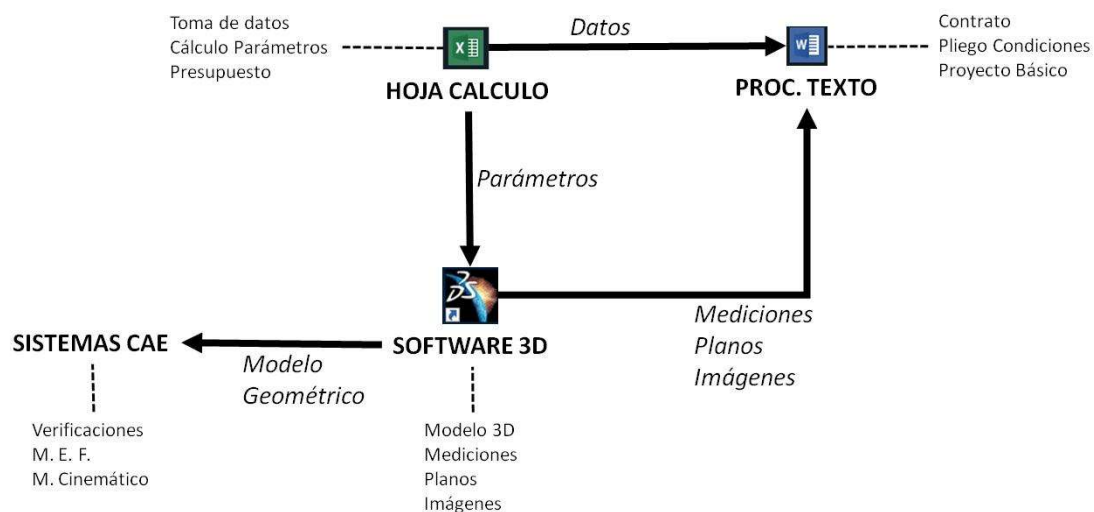 Toma de datos
Cálculo Parámetros
Presupuesto
Datos
Contrato
Pliego Condiciones
Proyecto Básico
HOJA CALCULO
PROC. TEXTO
Parámetros
SISTEMAS CAE
Modelo
Geométrico
SOFTWARE 3D
Mediciones
Planos
Imágenes
Verificaciones
M. E. F.
M. Cinemático
Modelo 3D
Mediciones
Planos
Imágenes